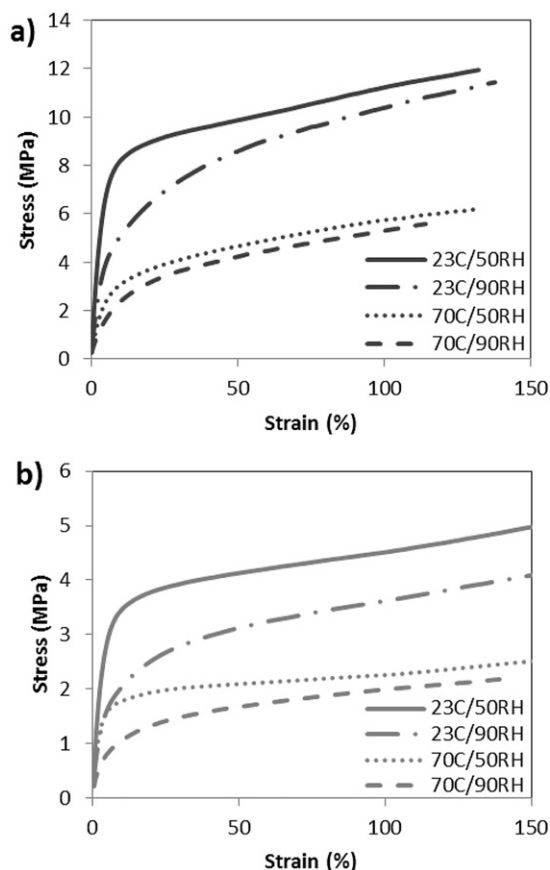 a)
14
12
10
8
6
4
2
0
Stress (MPa)
23C/50RH
23C/90RH
70C/50RH
70C/90RH
0 50 100 150
Strain (%)
b)
6
5
4
3
2
1
0
Stress (MPa)
23C/50RH
23C/90RH
70C/50RH
70C/90RH
0 50 100 150
Strain (%)